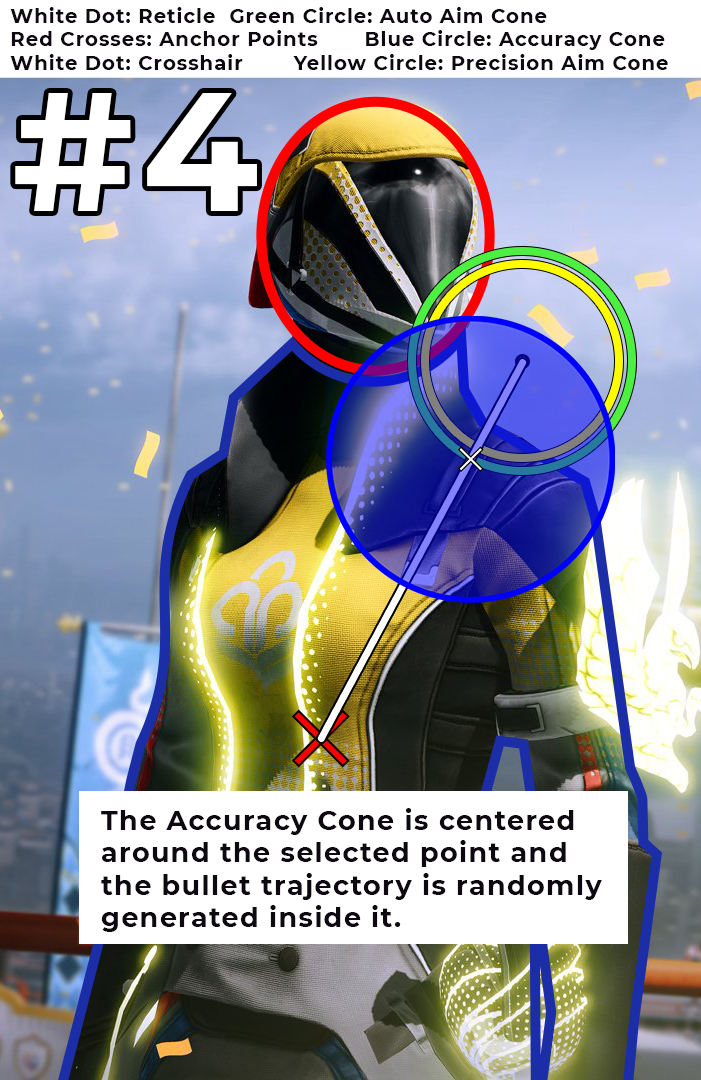 White Dot: Reticle  Green Circle: Auto Aim Cone
Red Crosses: Anchor Points  Blue Circle: Accuracy Cone
White Dot: Crosshair  Yellow Circle: Precision Aim Cone
#4
The Accuracy Cone is centered
around the selected point and
the bullet trajectory is randomly
generated inside it.